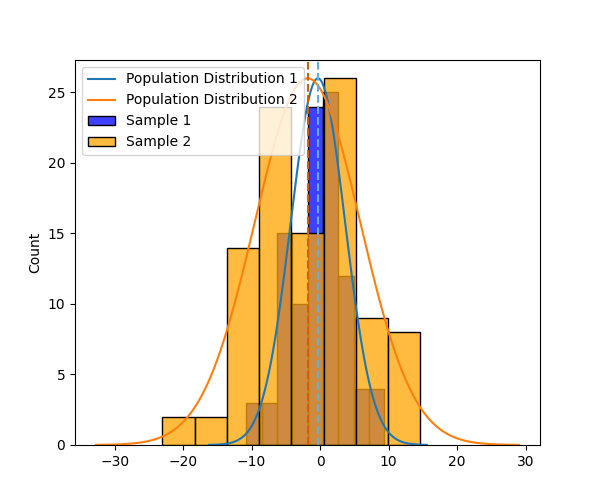 Population Distribution 1
Population Distribution 2
Sample 1
Sample 2
Count
25
20
15
10
5
0
−30
−20
−10
0
10
20
30